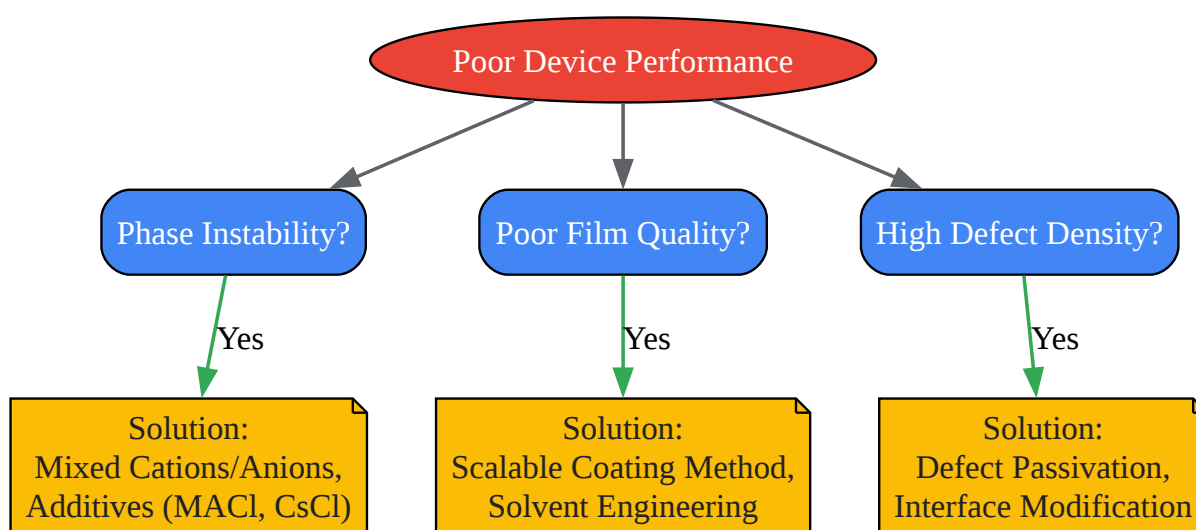 Poor Device Performance
Phase Instability?
Poor Film Quality?
High Defect Density?
Yes
Yes
Yes
Solution:
Mixed Cations/Anions,
Additives (MACl, CsCl)
Solution:
Scalable Coating Method,
Solvent Engineering
Solution:
Defect Passivation,
Interface Modification